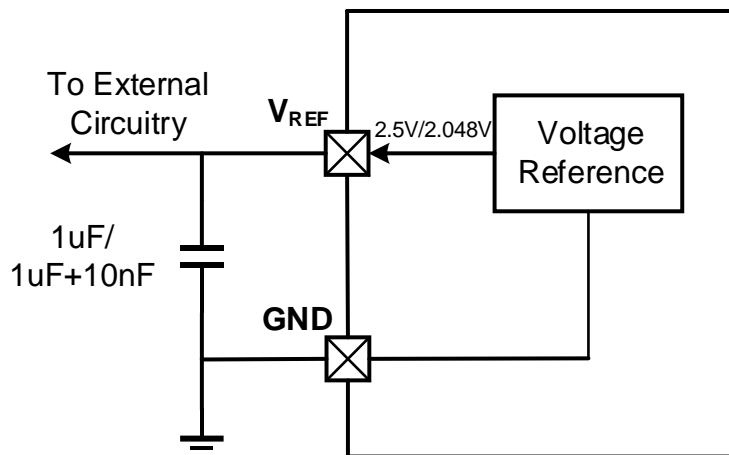 To External
Circuitry
VREF
2.5V/2.048V
Voltage
Reference
1uF/
1uF+10nF
GND